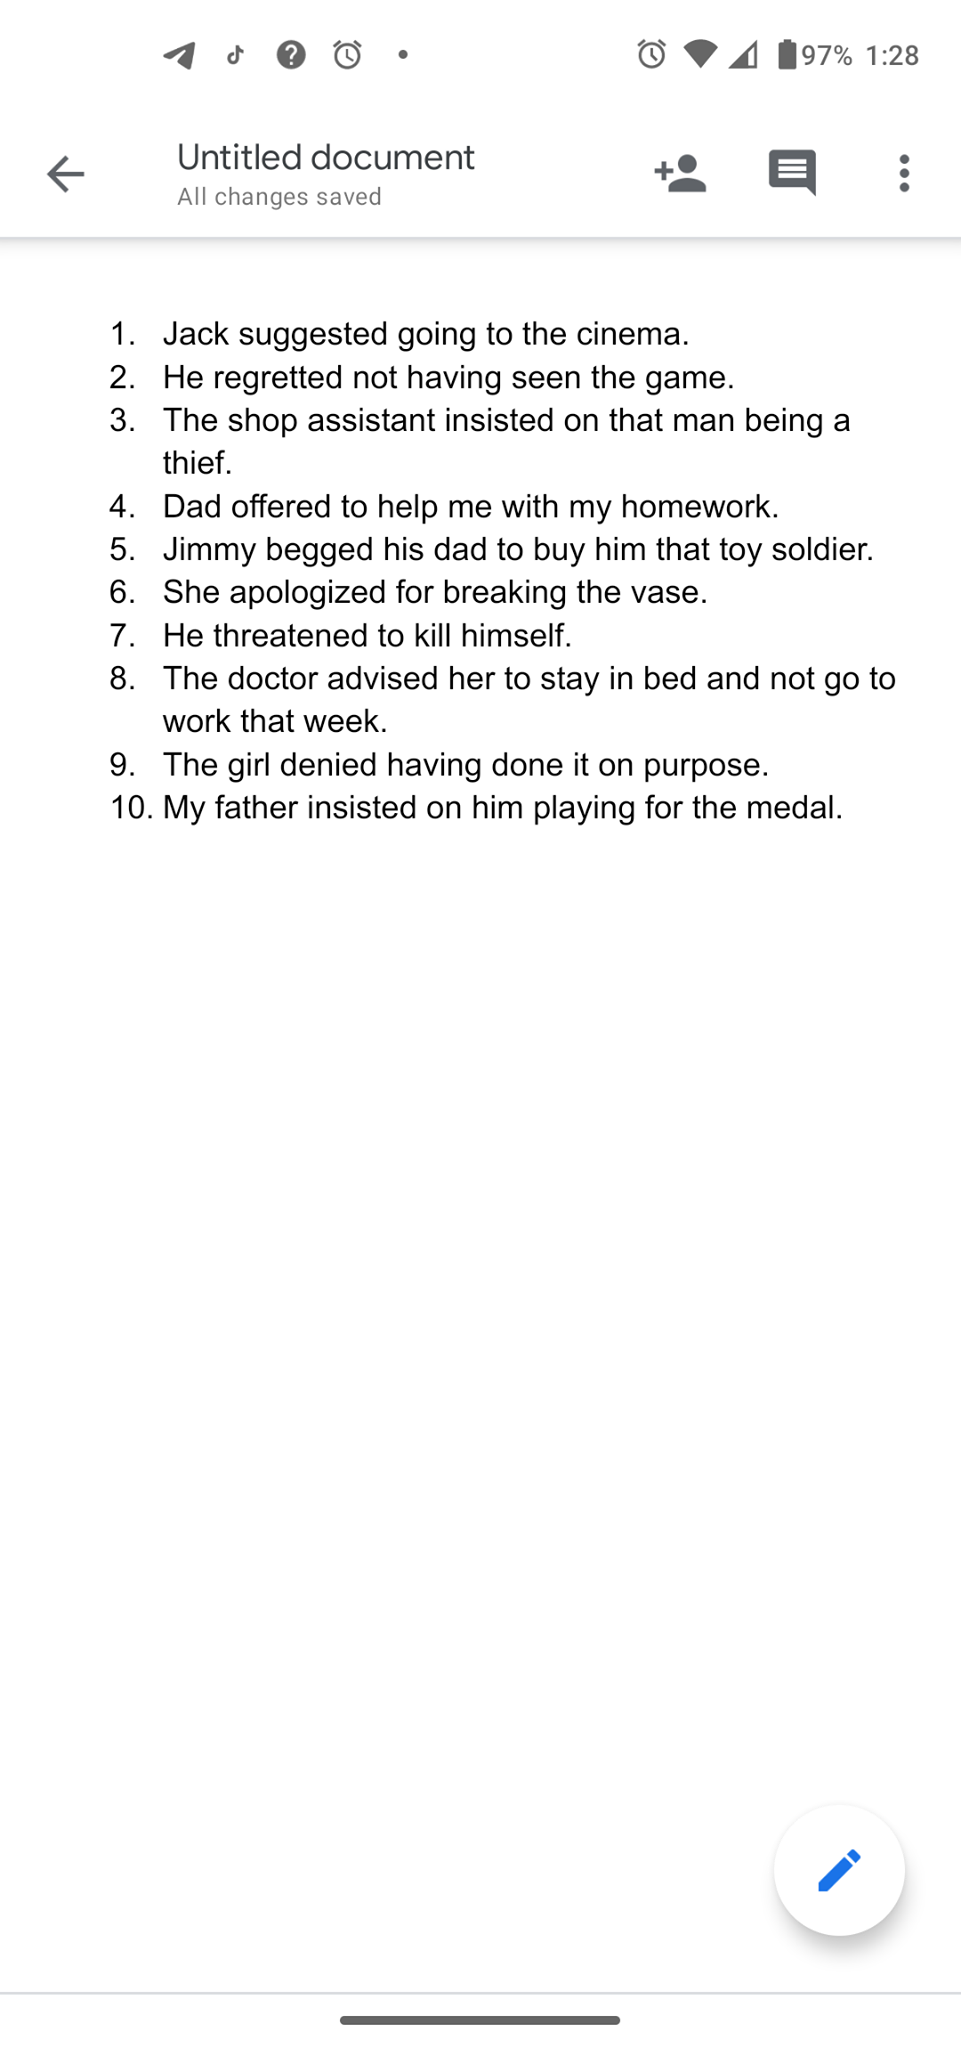 97% 1:28
Untitled document
All changes saved
1. Jack suggested going to the cinema.
2. He regretted not having seen the game.
3. The shop assistant insisted on that man being a
thief.
4. Dad offered to help me with my homework.
5. Jimmy begged his dad to buy him that toy soldier.
6. She apologized for breaking the vase.
7. He threatened to kill himself.
8. The doctor advised her to stay in bed and not go to
work that week.
9. The girl denied having done it on purpose.
10. My father insisted on him playing for the medal.